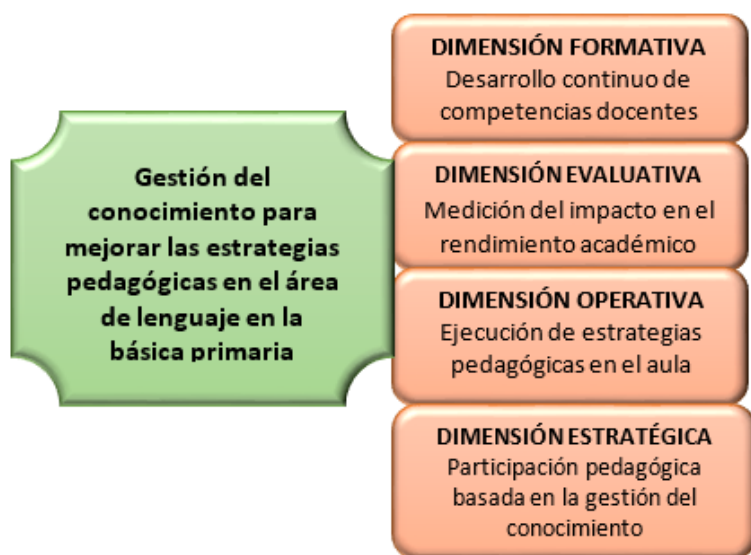 Gestión del
conocimiento para
mejorar las estrategias
pedagógicas en el área
de lenguaje en la
básica primaria
DIMENSIÓN FORMATIVA
Desarrollo continuo de
competencias docentes
DIMENSIÓN EVALUATIVA
Medición del impacto en el
rendimiento académico
DIMENSIÓN OPERATIVA
Ejecución de estrategias
pedagógicas en el aula
DIMENSIÓN ESTRATÉGICA
Participación pedagógica
basada en la gestión del
conocimiento